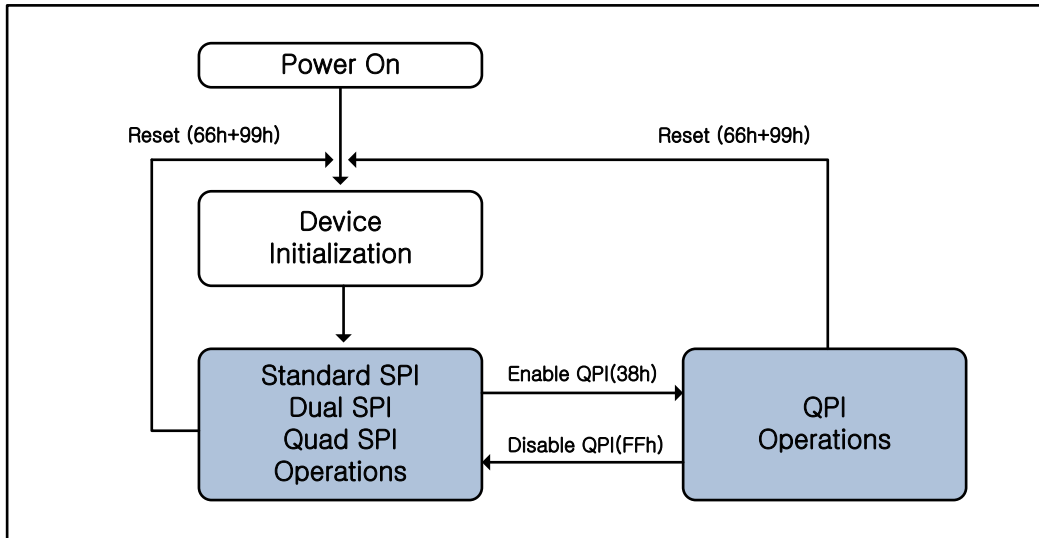 Power On
Reset (66h+99h)
Reset (66h+99h)
Device
Initialization
Standard SPI
Dual SPI
Quad SPI
Operations
Enable QPI(38h)
Disable QPI(FFh)
QPI
Operations